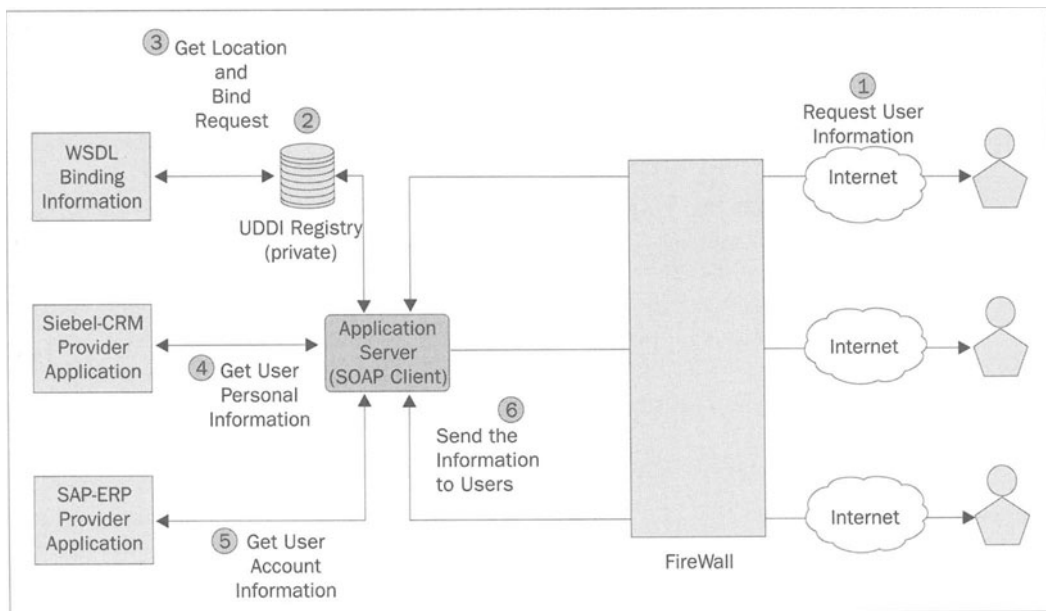 3 Get Location
and
Bind
Request
1
Request User
Information
2
WSDL
Binding
Information
Internet
UDDI Registry
(private)
Siebel-CRM
Provider
Application
Application
Server
(SOAP Client)
Internet
4 Get User
Personal
Information
6
Send the
Information
to Users
SAP-ERP
Provider
Application
Internet
5 Get User
Account
Information
FireWall